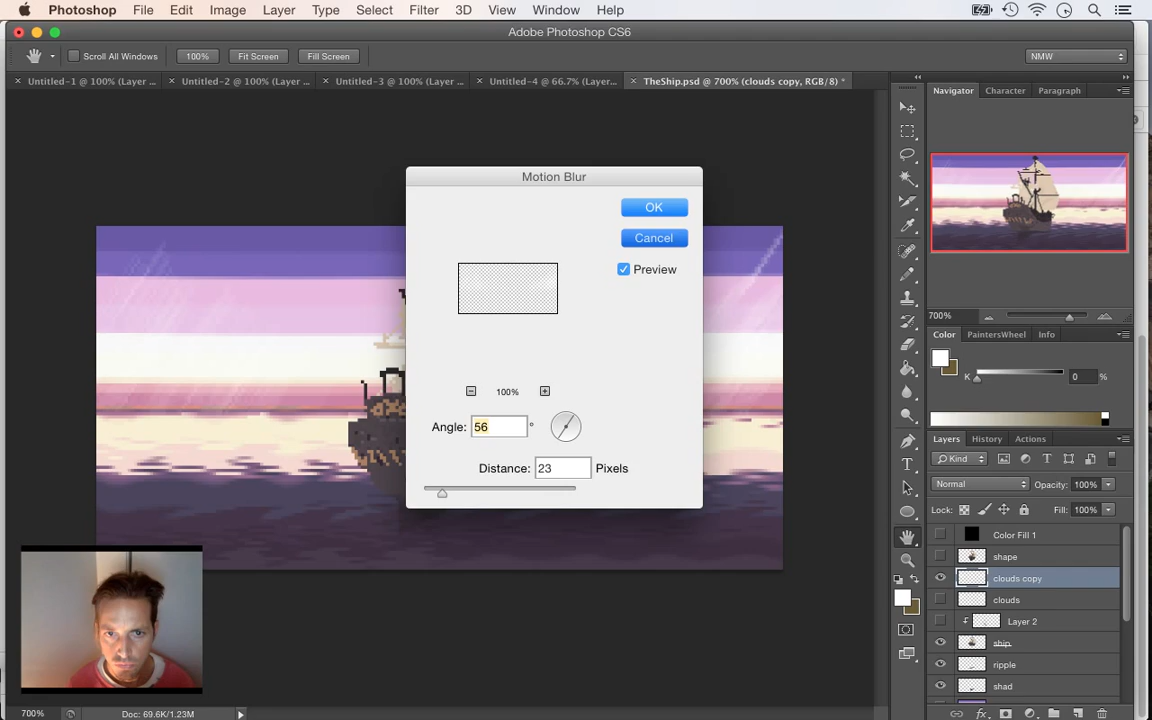 Photoshop File Edit Image Layer Type Select Filter 3D View Window Help
Adobe Photoshop CS6
Scroll All Windows 100% Fit Screen Fill Screen NMW
Untitled-1 @ 100% (Layer ... Untitled-2 @ 100% (Layer ... Untitled-3 @ 100% (Layer ... Untitled-4 @ 66.7% (Layer... TheShip.psd @ 700% (clouds copy, RGB/8) *
Navigator Character Paragraph
Motion Blur
OK
Cancel
Preview
100%
Angle: 56 °
Distance: 23 Pixels
700%
Color PaintersWheel Info
K 0 %
Layers History Actions
Kind
Normal Opacity: 100%
Lock: Fill: 100%
Color Fill 1
shape
clouds copy
clouds
Layer 2
ship
ripple
shad
fx
700% Doc: 69.6K/1.23M